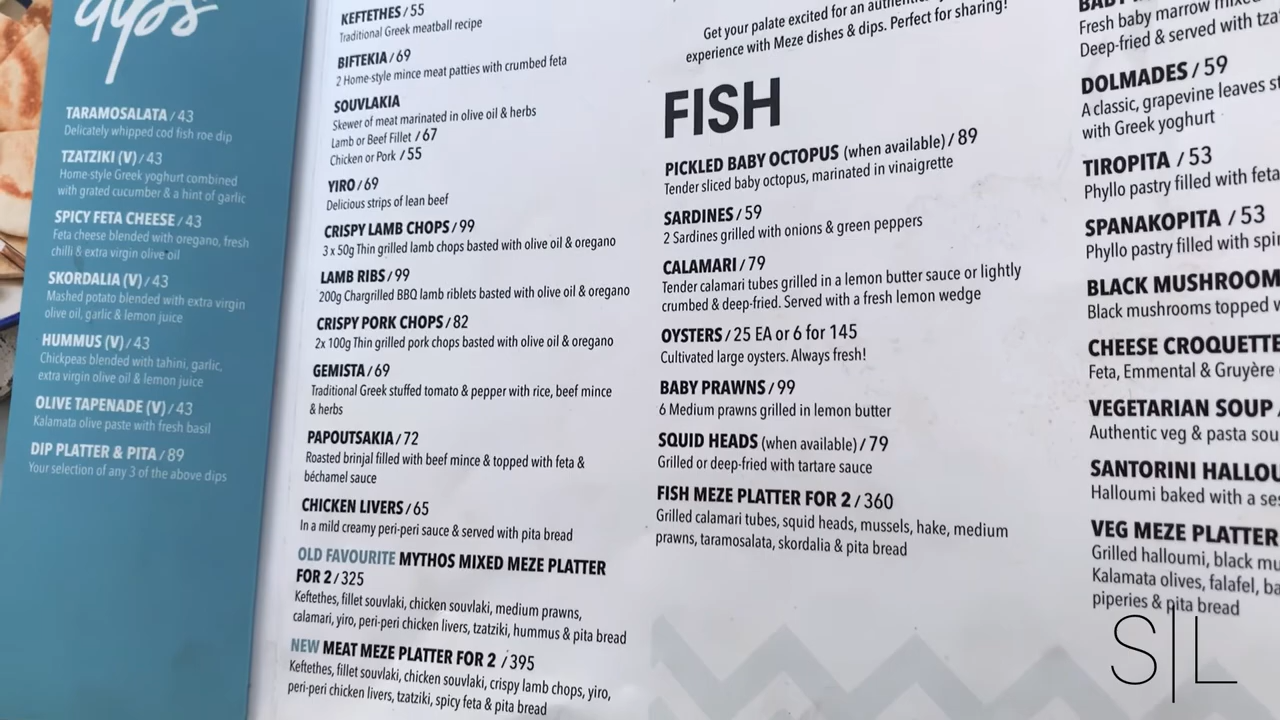 dips
TARAMOSALATA / 43
Delicately whipped cod fish roe dip
TZATZIKI (V) / 43
Home-style Greek yoghurt combined
with grated cucumber & a hint of garlic
SPICY FETA CHEESE / 43
Feta cheese blended with oregano, fresh
chilli & extra virgin olive oil
SKORDALIA (V) / 43
Mashed potato blended with extra virgin
olive oil, garlic & lemon juice
HUMMUS (V) / 43
Chickpeas blended with tahini, garlic,
extra virgin olive oil & lemon juice
OLIVE TAPENADE (V) / 43
Kalamata olive paste with fresh basil
DIP PLATTER & PITA / 89
Your selection of any 3 of the above dips
KEFTETHES / 55
Traditional Greek meatball recipe
BIFTEKIA / 69
2 Home-style mince meat patties with crumbed feta
SOUVLAKIA
Skewer of meat marinated in olive oil & herbs
Lamb or Beef Fillet / 67
Chicken or Pork / 55
YIRO / 69
Delicious strips of lean beef
CRISPY LAMB CHOPS / 99
3 x 50g Thin grilled lamb chops basted with olive oil & oregano
LAMB RIBS / 99
200g Chargrilled BBQ lamb riblets basted with olive oil & oregano
CRISPY PORK CHOPS / 82
2x 100g Thin grilled pork chops basted with olive oil & oregano
GEMISTA / 69
Traditional Greek stuffed tomato & pepper with rice, beef mince
& herbs
PAPOUTSAKIA / 72
Roasted brinjal filled with beef mince & topped with feta &
béchamel sauce
CHICKEN LIVERS / 65
In a mild creamy peri-peri sauce & served with pita bread
OLD FAVOURITE MYTHOS MIXED MEZE PLATTER
FOR 2 / 325
Keftethes, fillet souvlaki, chicken souvlaki, medium prawns,
calamari, yiro, peri-peri chicken livers, tzatziki, hummus & pita bread
NEW MEAT MEZE PLATTER FOR 2 / 395
Keftethes, fillet souvlaki, chicken souvlaki, crispy lamb chops, yiro,
peri-peri chicken livers, tzatziki, spicy feta & pita bread
Get your palate excited for an
experience with Meze dishes & dips. Perfect for sharing!
FISH
PICKLED BABY OCTOPUS (when available) / 89
Tender sliced baby octopus, marinated in vinaigrette
SARDINES / 59
2 Sardines grilled with onions & green peppers
CALAMARI / 79
Tender calamari tubes grilled in a lemon butter sauce or lightly
crumbed & deep-fried. Served with a fresh lemon wedge
OYSTERS / 25 EA or 6 for 145
Cultivated large oysters. Always fresh!
BABY PRAWNS / 99
6 Medium prawns grilled in lemon butter
SQUID HEADS (when available) / 79
Grilled or deep-fried with tartare sauce
FISH MEZE PLATTER FOR 2 / 360
Grilled calamari tubes, squid heads, mussels, hake, medium
prawns, taramosalata, skordalia & pita bread
BABY
Fresh baby marrow mixed
Deep-fried & served with
DOLMADES / 59
A classic, grapevine leaves
with Greek yoghurt
TIROPITA / 53
Phyllo pastry filled with feta
SPANAKOPITA / 53
Phyllo pastry filled with
BLACK MUSHROOM
Black mushrooms topped
CHEESE CROQUETTE
Feta, Emmental & Gruyère
VEGETARIAN SOUP /
Authentic veg & pasta
SANTORINI
Halloumi baked with a
VEG MEZE PLATTER
Grilled halloumi, black
Kalamata olives, falafel,
piperies & pita bread
S|L